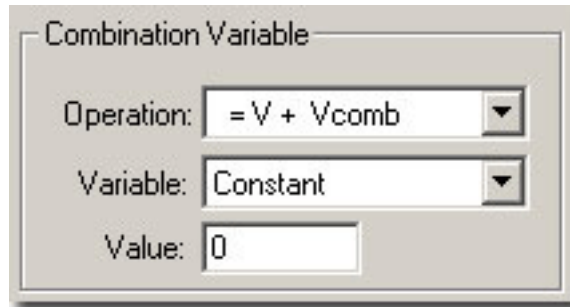 Combination Variable
Operation: = V + Vcomb
Variable: Constant
Value: 0